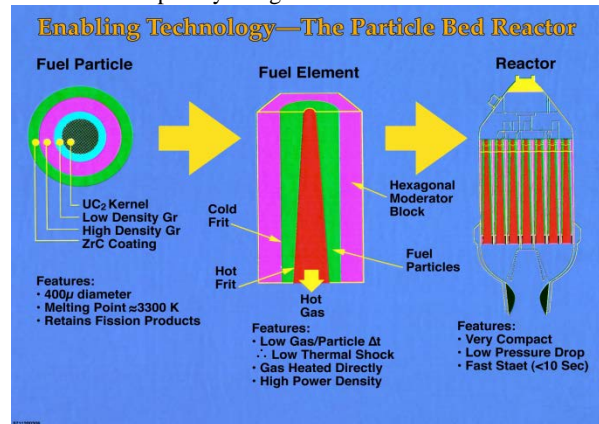 Enabling Technology—The Particle Bed Reactor
Fuel Particle
UC₂ Kernel
Low Density Gr
High Density Gr
ZrC Coating
Features:
• 400µ diameter
• Melting Point ≈3300 K
• Retains Fission Products
Fuel Element
Cold
Frit
Hot
Frit
Hexagonal
Moderator
Block
Fuel
Particles
Hot
Gas
Features:
• Low Gas/Particle Δt
∴ Low Thermal Shock
• Gas Heated Directly
• High Power Density
Reactor
Features:
• Very Compact
• Low Pressure Drop
• Fast Staet (<10 Sec)